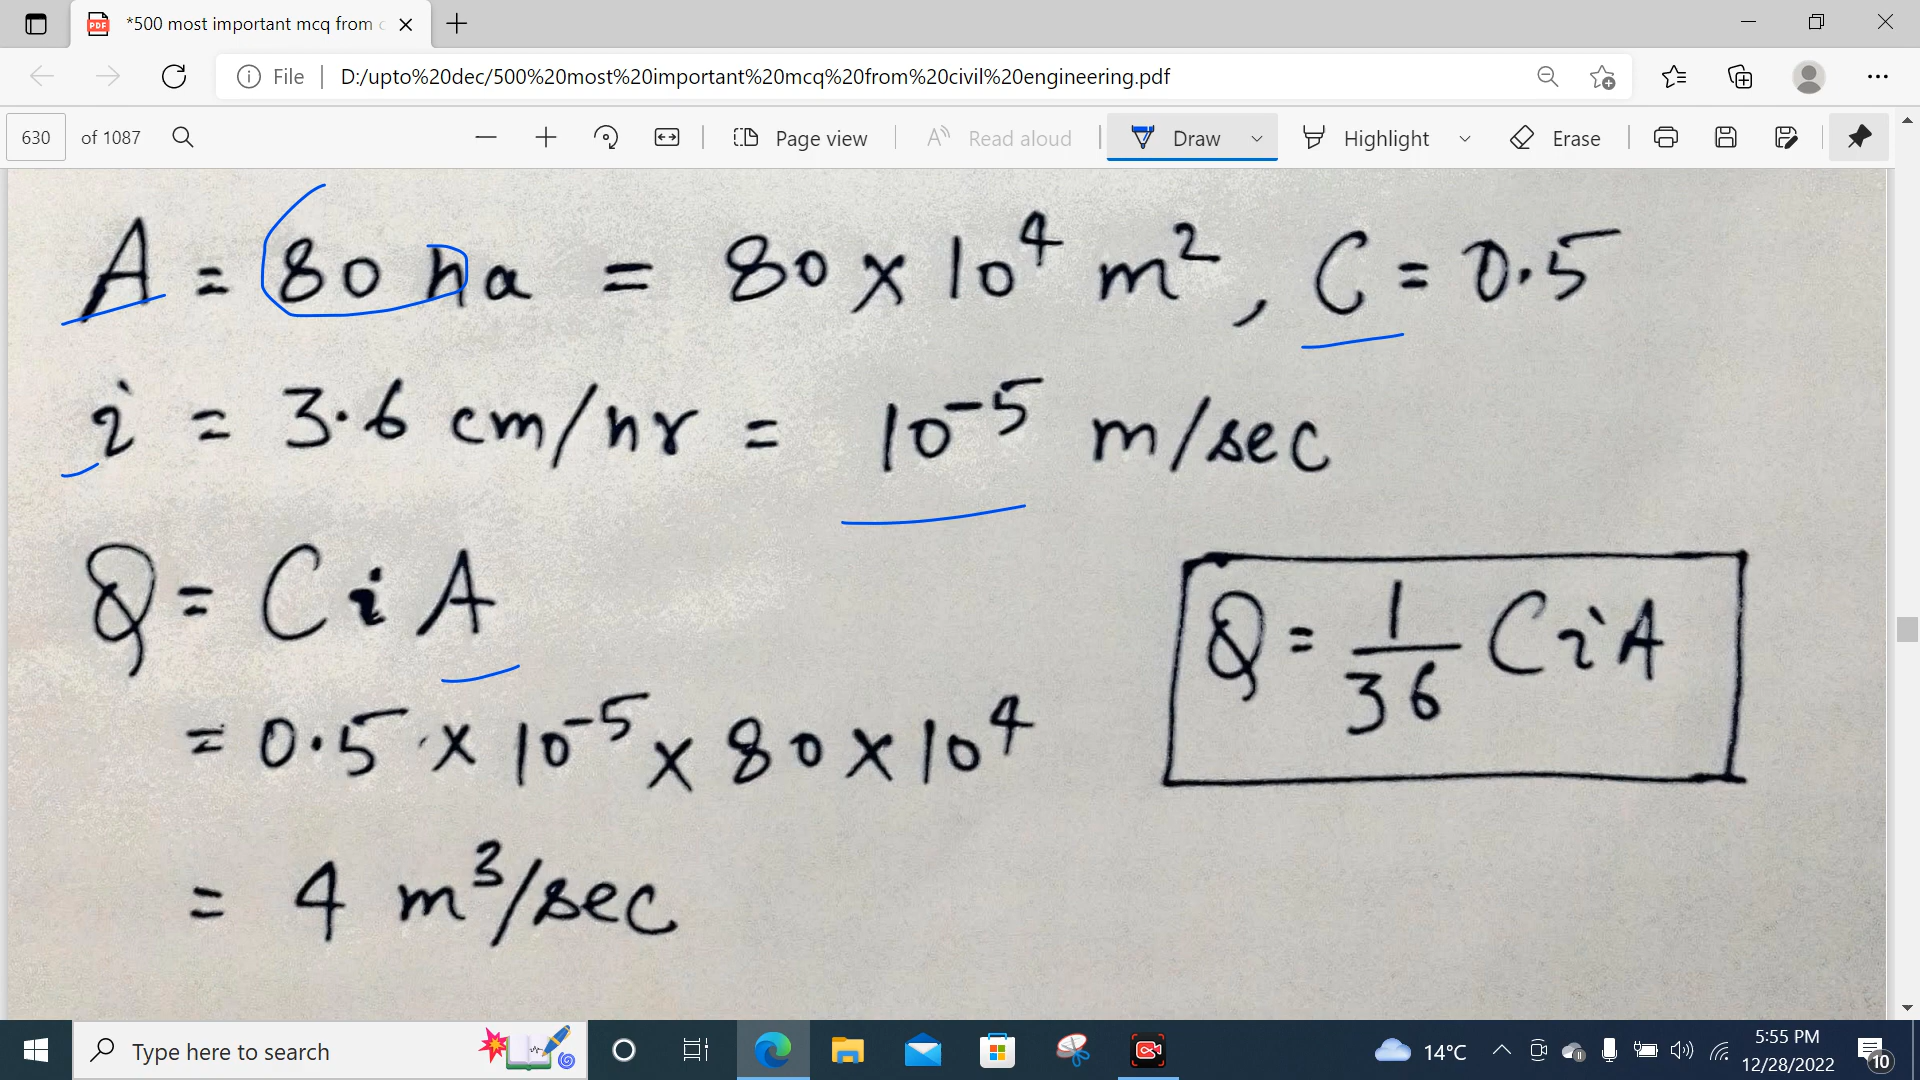 *500 most important mcq from c
File D:/upto%20dec/500%20most%20important%20mcq%20from%20civil%20engineering.pdf
630 of 1087 Page view Read aloud Draw Highlight Erase
A = 80 ha = 80 × 10⁴ m², C = 0.5
i = 3.6 cm/hr = 10⁻⁵ m/sec
Q = C i A
= 0.5 × 10⁻⁵ × 80 × 10⁴
= 4 m³/sec
Q = 1/36 C i A
Type here to search
14°C
5:55 PM
12/28/2022
10